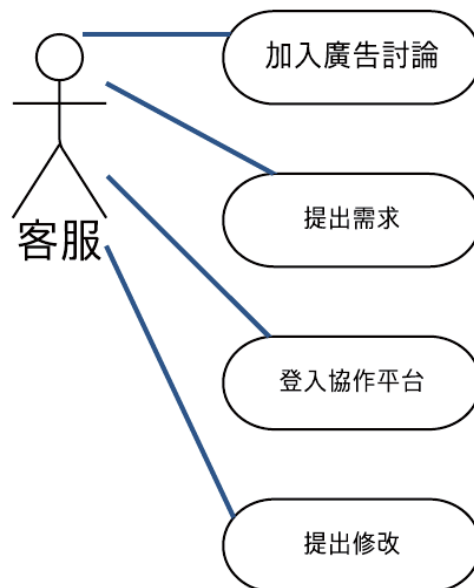 加入廣告討論
提出需求
客服
登入協作平台
提出修改